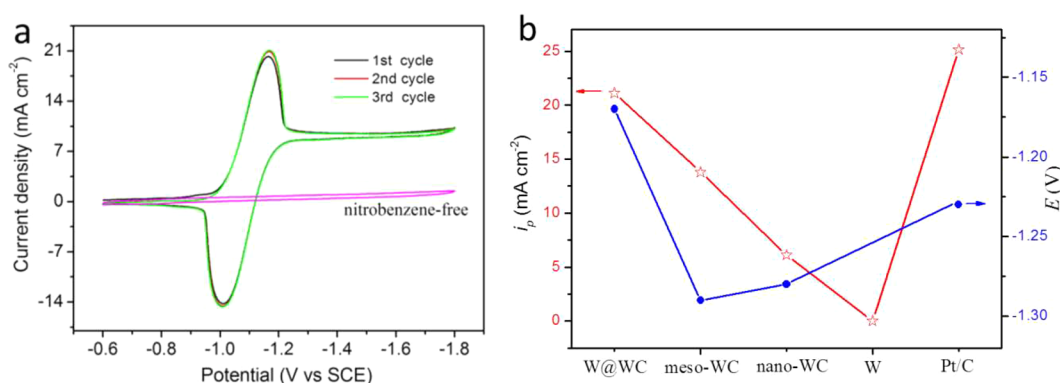 a
Current density (mA cm⁻²)
21
14
7
0
-7
-14
1st cycle
2nd cycle
3rd cycle
nitrobenzene-free
-0.6
-0.8
-1.0
-1.2
-1.4
-1.6
-1.8
Potential (V vs SCE)
b
iₚ (mA cm⁻²)
25
20
15
10
5
0
W@WC
meso-WC
nano-WC
W
Pt/C
-1.15
-1.20
-1.25
-1.30
E (V)